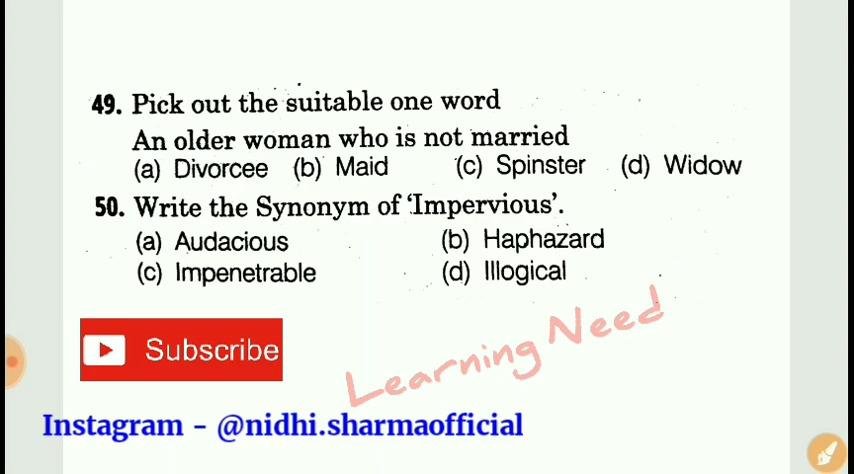 49. Pick out the suitable one word
An older woman who is not married
(a) Divorcee (b) Maid (c) Spinster (d) Widow
50. Write the Synonym of 'Impervious'.
(a) Audacious (b) Haphazard
(c) Impenetrable (d) Illogical
Subscribe
Learning Need
Instagram - @nidhi.sharmaofficial